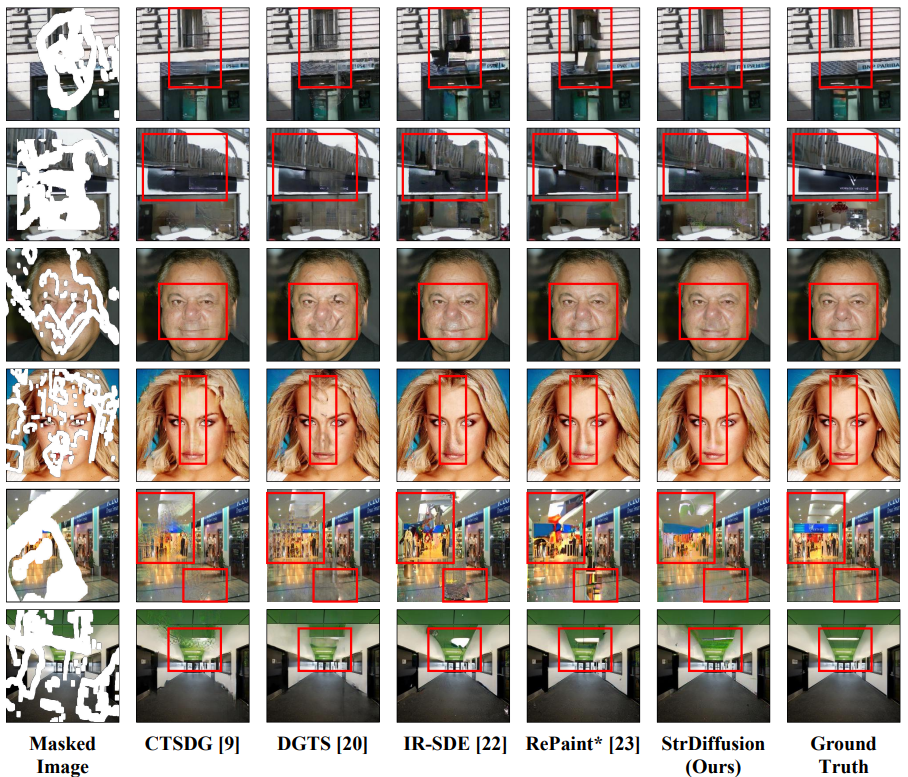 Masked Image
CTSDG [9]
DGTS [20]
IR-SDE [22]
RePaint* [23]
StrDiffusion (Ours)
Ground Truth